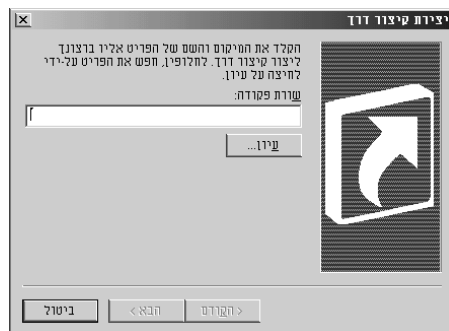 יצירת קיצור דרך
הקלד את המיקום והשם של הפריט אליו ברצונך
ליצור קיצור דרך. לחלופין, חפש את הפריט על-ידי
לחיצה על עיון.
שורת פקודה:
עיון...
< הקודם
הבא >
ביטול